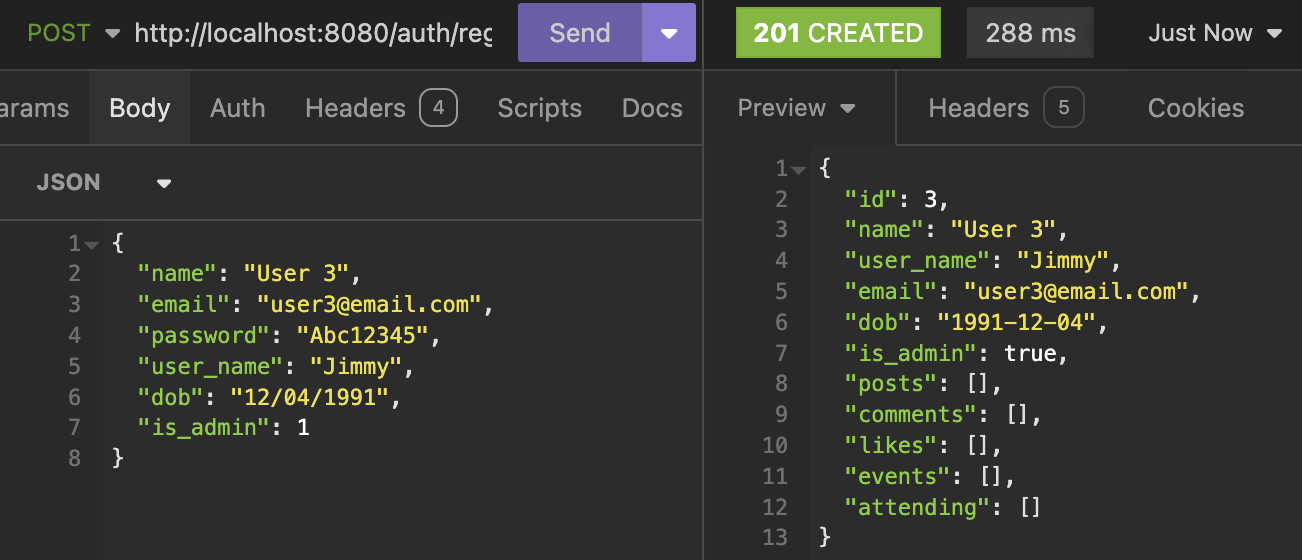 POST http://localhost:8080/auth/reg Send
Body Auth Headers 4 Scripts Docs
JSON
1 {
2 "name": "User 3",
3 "email": "user3@email.com",
4 "password": "Abc12345",
5 "user_name": "Jimmy",
6 "dob": "12/04/1991",
7 "is_admin": 1
8 }
201 CREATED 288 ms Just Now
Preview Headers 5 Cookies
1 {
2 "id": 3,
3 "name": "User 3",
4 "user_name": "Jimmy",
5 "email": "user3@email.com",
6 "dob": "1991-12-04",
7 "is_admin": true,
8 "posts": [],
9 "comments": [],
10 "likes": [],
11 "events": [],
12 "attending": []
13 }